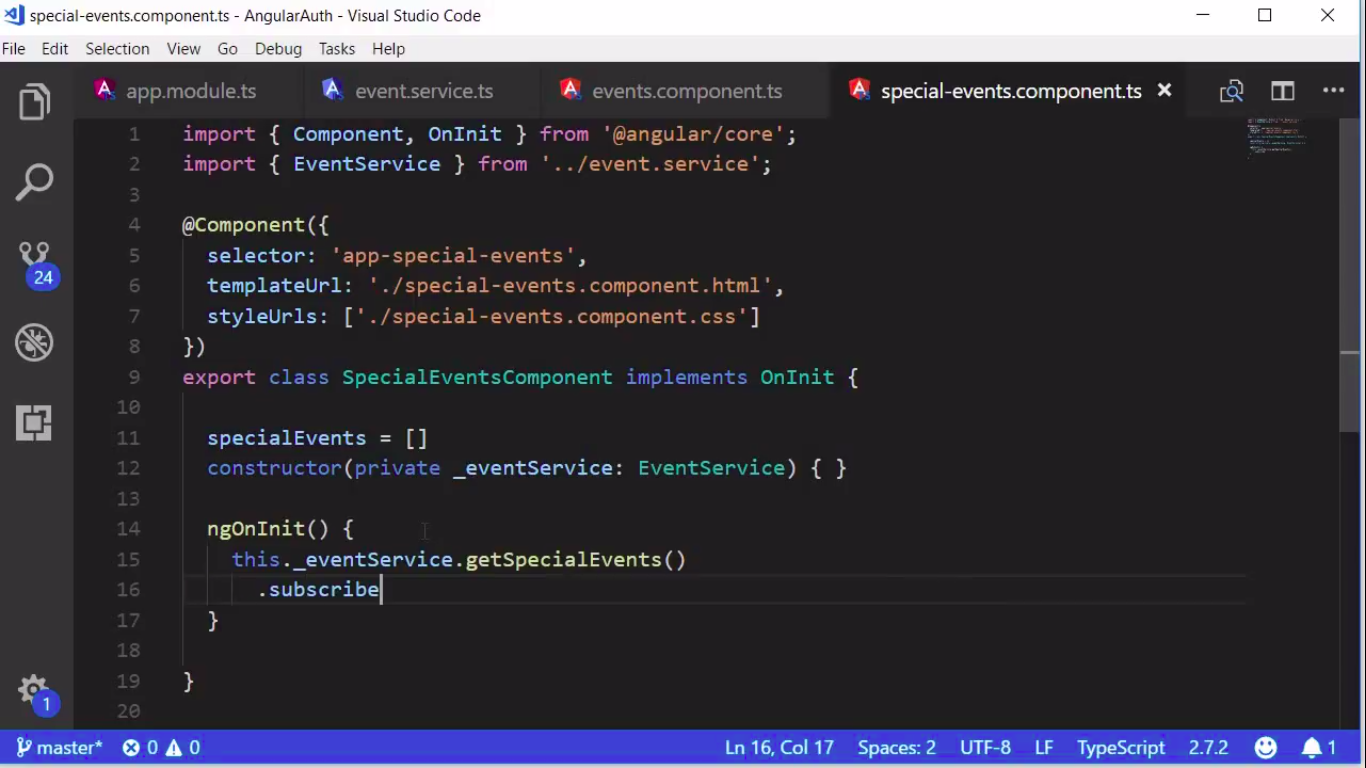 special-events.component.ts - AngularAuth - Visual Studio Code
File Edit Selection View Go Debug Tasks Help
app.module.ts event.service.ts events.component.ts special-events.component.ts
1 import { Component, OnInit } from '@angular/core';
2 import { EventService } from '../event.service';
3
4 @Component({
5 selector: 'app-special-events',
6 templateUrl: './special-events.component.html',
7 styleUrls: ['./special-events.component.css']
8 })
9 export class SpecialEventsComponent implements OnInit {
10
11 specialEvents = []
12 constructor(private _eventService: EventService) { }
13
14 ngOnInit() {
15 this._eventService.getSpecialEvents()
16 .subscribe
17 }
18
19 }
20
24
1
master* 0 0 Ln 16, Col 17 Spaces: 2 UTF-8 LF TypeScript 2.7.2 1